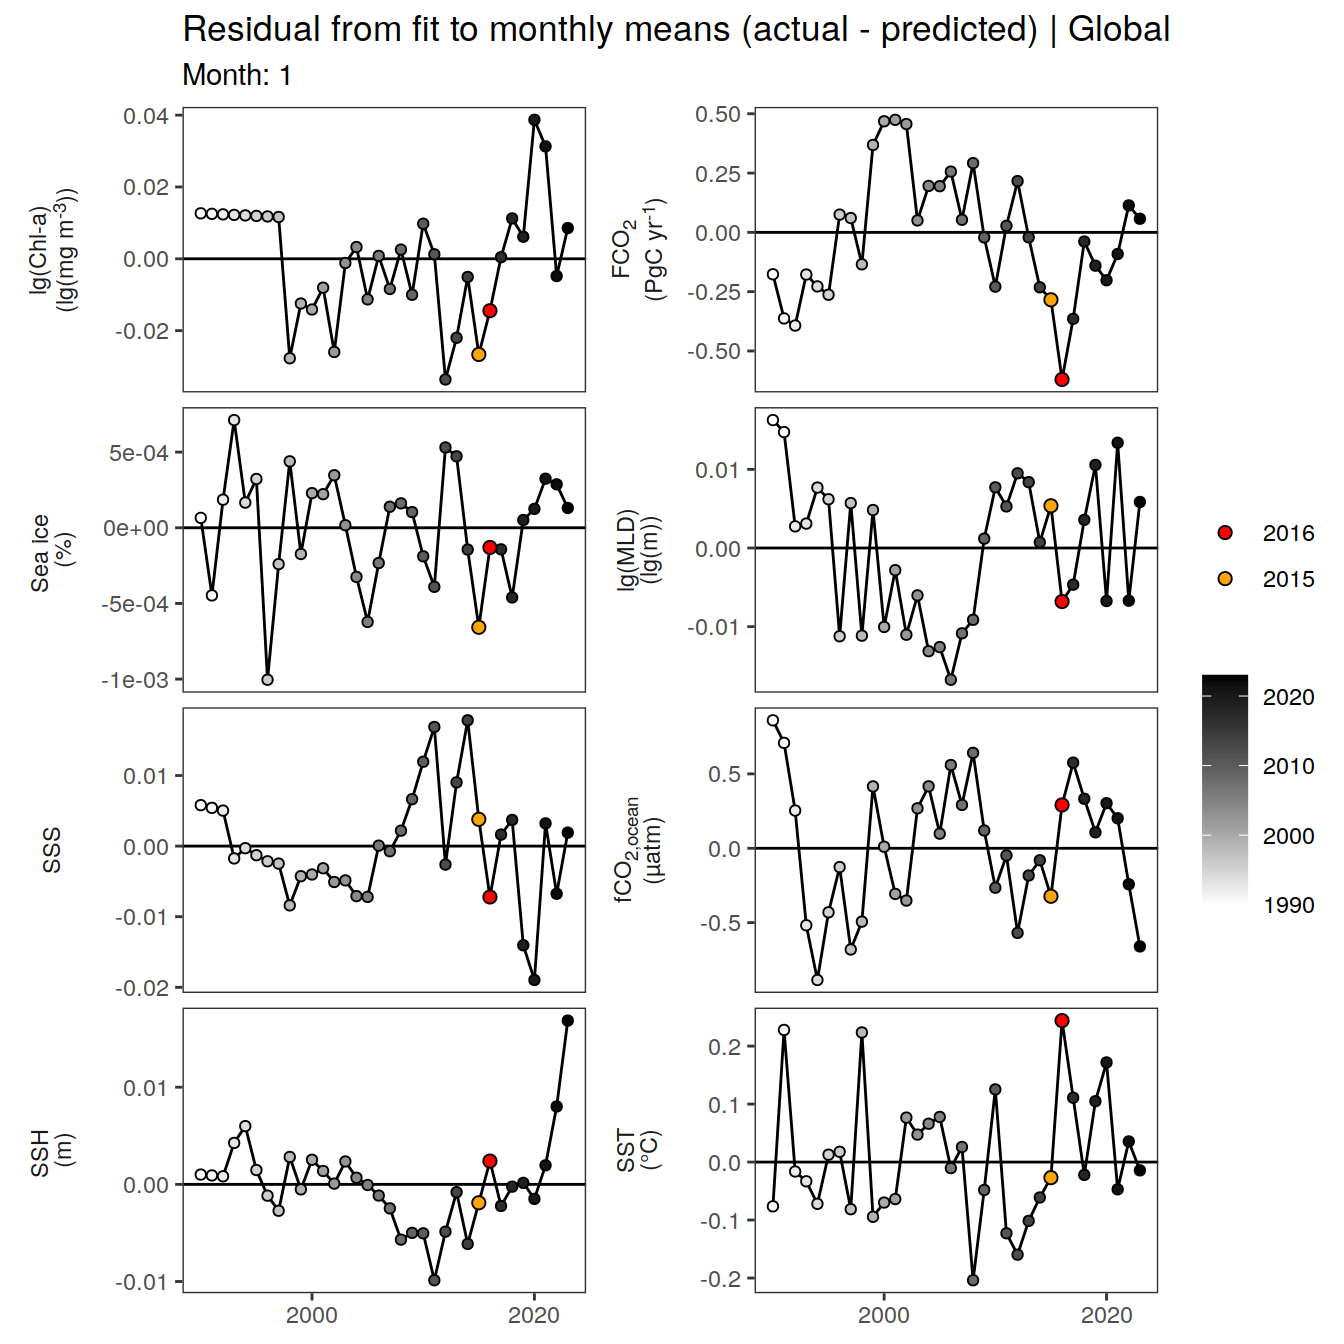 Residual from fit to monthly means (actual - predicted) | Global
Month: 1
lg(Chl-a)
(lg(mg m⁻³))
0.04
0.02
0.00
-0.02
FCO₂
(PgC yr⁻¹)
0.50
0.25
0.00
-0.25
-0.50
Sea ice
(%)
5e-04
0e+00
-5e-04
-1e-03
lg(MLD)
(lg(m))
0.01
0.00
-0.01
SSS
0.01
0.00
-0.01
-0.02
fCO₂,ocean
(µatm)
0.5
0.0
-0.5
SSH
(m)
0.01
0.00
-0.01
2000
2020
SST
(°C)
0.2
0.1
0.0
-0.1
-0.2
2000
2020
2016
2015
2020
2010
2000
1990